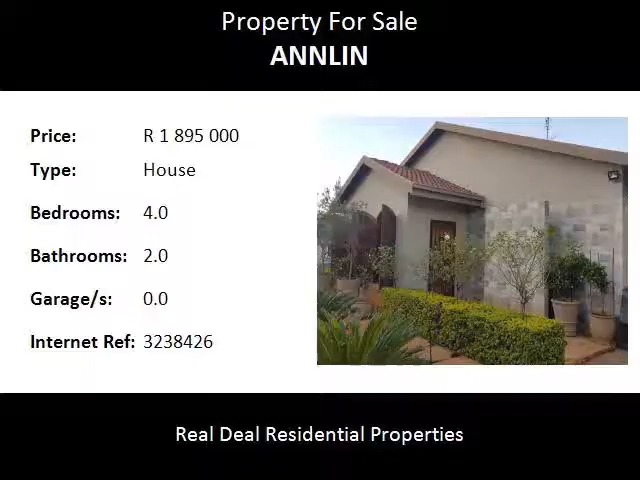 Property For Sale
ANNLIN
Price: R 1 895 000
Type: House
Bedrooms: 4.0
Bathrooms: 2.0
Garage/s: 0.0
Internet Ref: 3238426
Real Deal Residential Properties